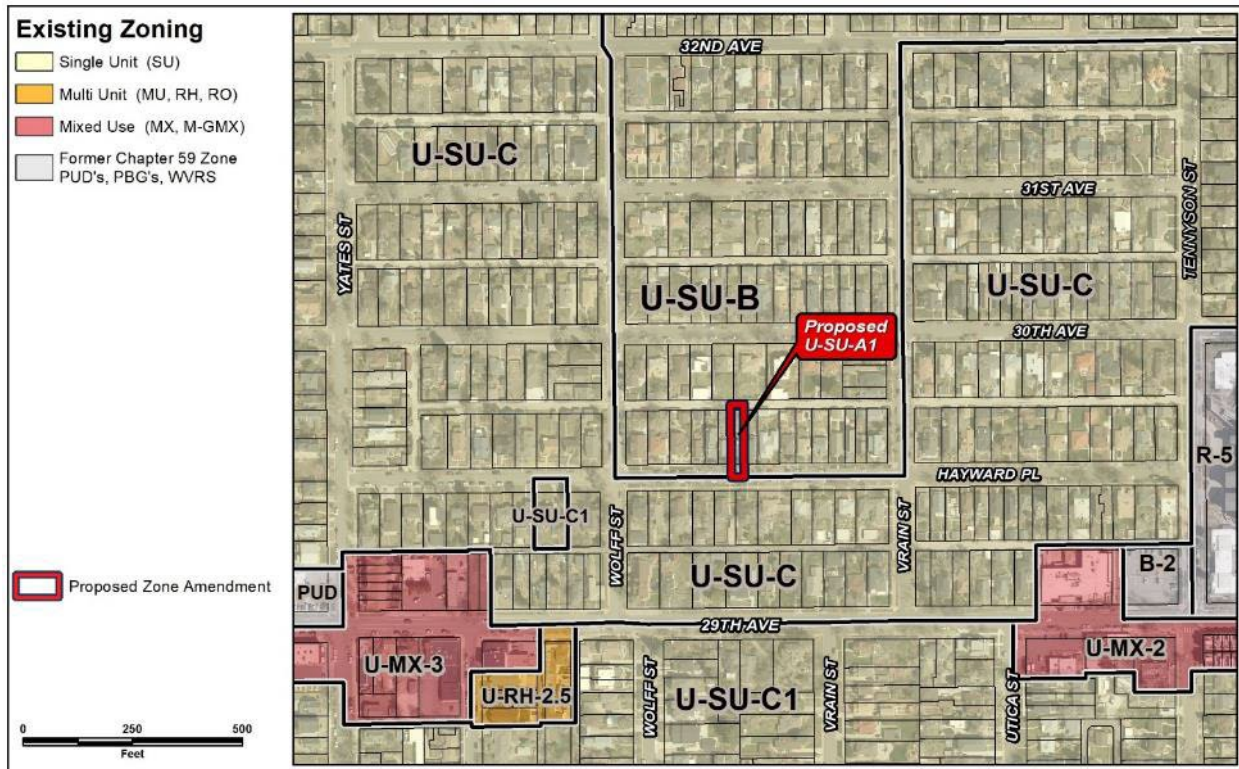 Existing Zoning
Single Unit (SU)
Multi Unit (MU, RH, RO)
Mixed Use (MX, M-GMX)
Former Chapter 59 Zone
PUD's, PBG's, WVRS
Proposed Zone Amendment
0 250 500
Feet
32ND AVE
U-SU-C
31ST AVE
YATES ST
TENNYSON ST
U-SU-B
U-SU-C
Proposed
U-SU-A1
30TH AVE
HAYWARD PL
R-5
U-SU-C1
WOLFF ST
VRAIN ST
U-SU-C
B-2
PUD
29TH AVE
U-MX-3
U-RH-2.5
WOLFF ST
U-SU-C1
VRAIN ST
UTICA ST
U-MX-2